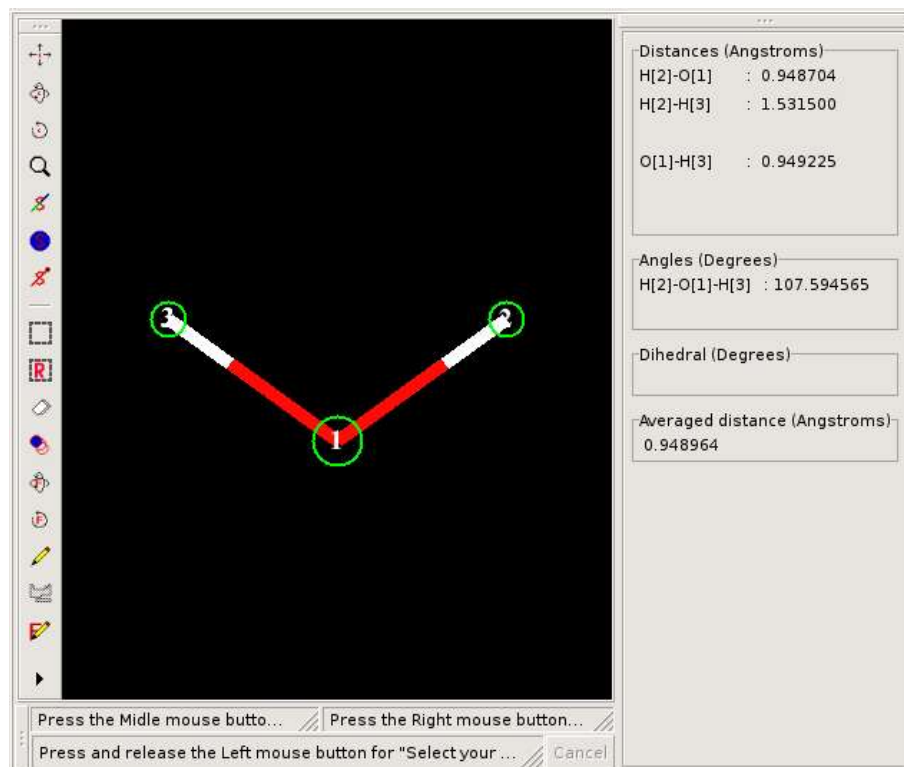 3
2
1
R
F
F
Distances (Angstroms)
H[2]-O[1] : 0.948704
H[2]-H[3] : 1.531500
O[1]-H[3] : 0.949225
Angles (Degrees)
H[2]-O[1]-H[3] : 107.594565
Dihedral (Degrees)
Averaged distance (Angstroms)
0.948964
Press the Midle mouse butto...
Press the Right mouse button...
Press and release the Left mouse button for "Select your ...
Cancel